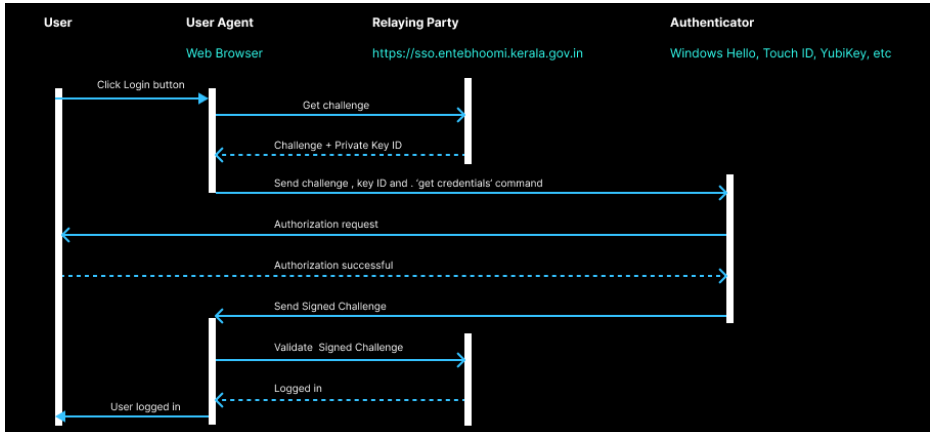 User User Agent Relaying Party Authenticator
Web Browser https://sso.entebhoomi.kerala.gov.in Windows Hello, Touch ID, YubiKey, etc
Click Login button
Get challenge
Challenge + Private Key ID
Send challenge , key ID and . 'get credentials' command
Authorization request
Authorization successful
Send Signed Challenge
Validate Signed Challenge
Logged in
User logged in